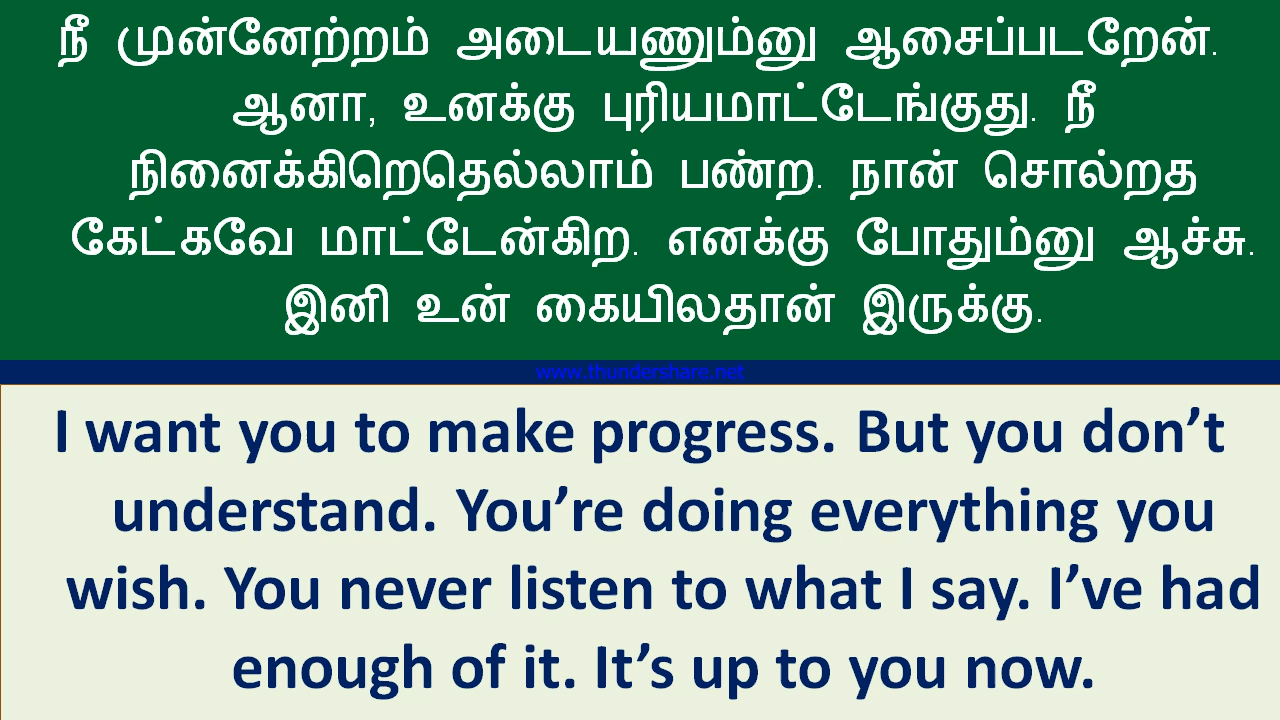 நீ முன்னேற்றம் அடையணும்னு ஆசைப்படறேன்.
ஆனா, உனக்கு புரியமாட்டேங்குது. நீ
நினைக்கிறெதெல்லாம் பண்ற. நான் சொல்றத
கேட்கவே மாட்டேன்கிற. எனக்கு போதும்னு ஆச்சு.
இனி உன் கையிலதான் இருக்கு.
www.thundershare.net
I want you to make progress. But you don’t
understand. You’re doing everything you
wish. You never listen to what I say. I’ve had
enough of it. It’s up to you now.